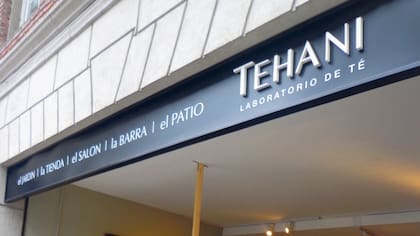 TEHANI
LABORATORIO DE TÉ
el JARDIN | la TIENDA | el SALON | la BARRA | el PATIO